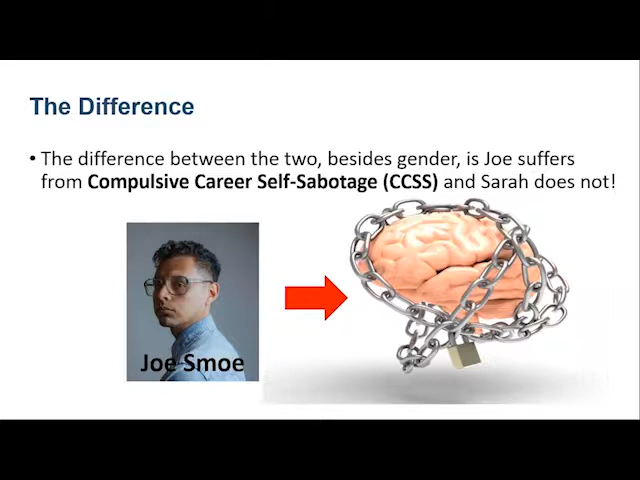 The Difference
• The difference between the two, besides gender, is Joe suffers
from Compulsive Career Self-Sabotage (CCSS) and Sarah does not!
Joe Smoe